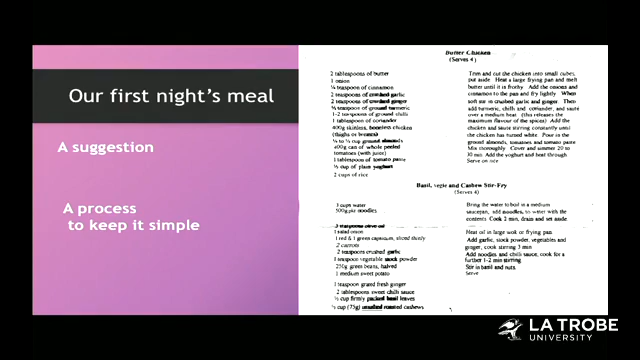 Our first night's meal
A suggestion
A process
to keep it simple
Butter Chicken
(Serves 4)
2 tablespoons of butter
1 onion
¼ teaspoon of cinnamon
2 teaspoons of crushed garlic
2 teaspoons of crushed ginger
½ teaspoon of ground turmeric
1-2 teaspoon of ground chilli
1 tablespoon of coriander
400g skinless, boneless chicken
(thighs or breasts)
cup ground almonds
400g can of whole peeled
tomatoes (with juice)
1 tablespoon of tomato paste
½ cup of plain yoghurt
2 cups of rice
Trim and cut the chicken into small cubes,
put aside. Heat a large frying pan and melt
butter until it is frothy. Add the onions and
cinnamon to the pan and fry lightly. When
soft stir in crushed garlic and ginger. Then
add turmeric, chilli and coriander, and saute
over a medium heat (this releases the
maximum flavour of the spices) Add the
chicken and saute stirring constantly until
the chicken has turned white. Pour in the
ground almonds, tomatoes and tomato paste
Mix thoroughly. Cover and simmer 20 to
30 min. Add the yoghurt and heat through
Serve on rice
Basil, Vegie and Cashew Stir-Fry
(Serves 4)
3 cups water
500g noodles
3 teaspoons olive oil
1 salad onion
1 red & 1 green capsicum, sliced thickly
2 carrots
2 teaspoons crushed garlic
1 teaspoon vegetable stock powder
250g green beans, halved
1 medium sweet potato
1 teaspoon grated fresh ginger
2 tablespoons sweet chilli sauce
½ cup firmly packed basil leaves
½ cup (75g) unsalted roasted cashews
Bring the water to boil in a medium
saucepan, add noodles, to water with the
contents. Cook 2 min, drain and set aside.
Heat oil in large wok or frying pan.
Add garlic, stock powder, vegetables and
ginger, cook stirring 3 min
Add noodles and chilli sauce, cook for a
further 1-2 min stirring
Stir in basil and nuts.
Serve
LA TROBE
UNIVERSITY